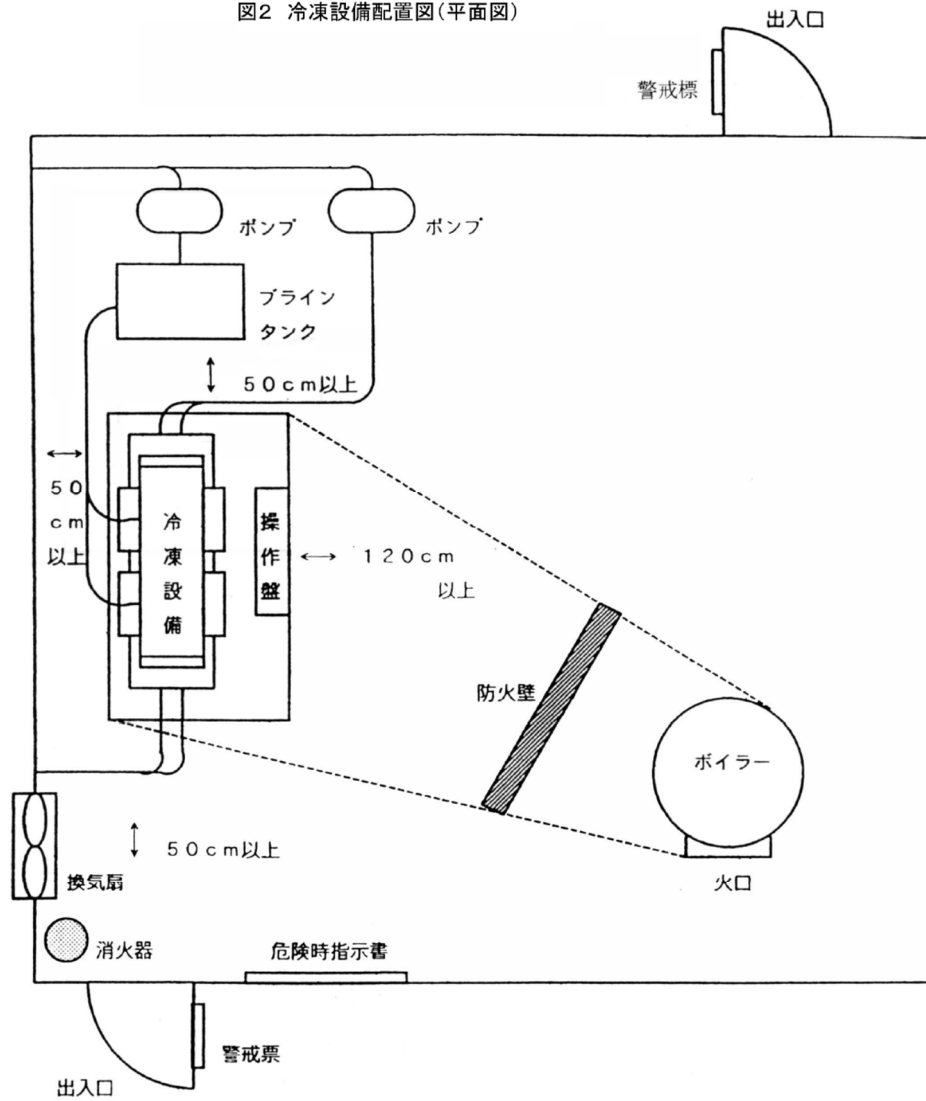 図2 冷凍設備配置図(平面図)
出入口
警戒標
ポンプ
ポンプ
ブライン
タンク
50cm以上
50
cm
以上
冷凍設備
操作盤
120cm
以上
防火壁
ボイラー
火口
50cm以上
換気扇
消火器
危険時指示書
警戒票
出入口